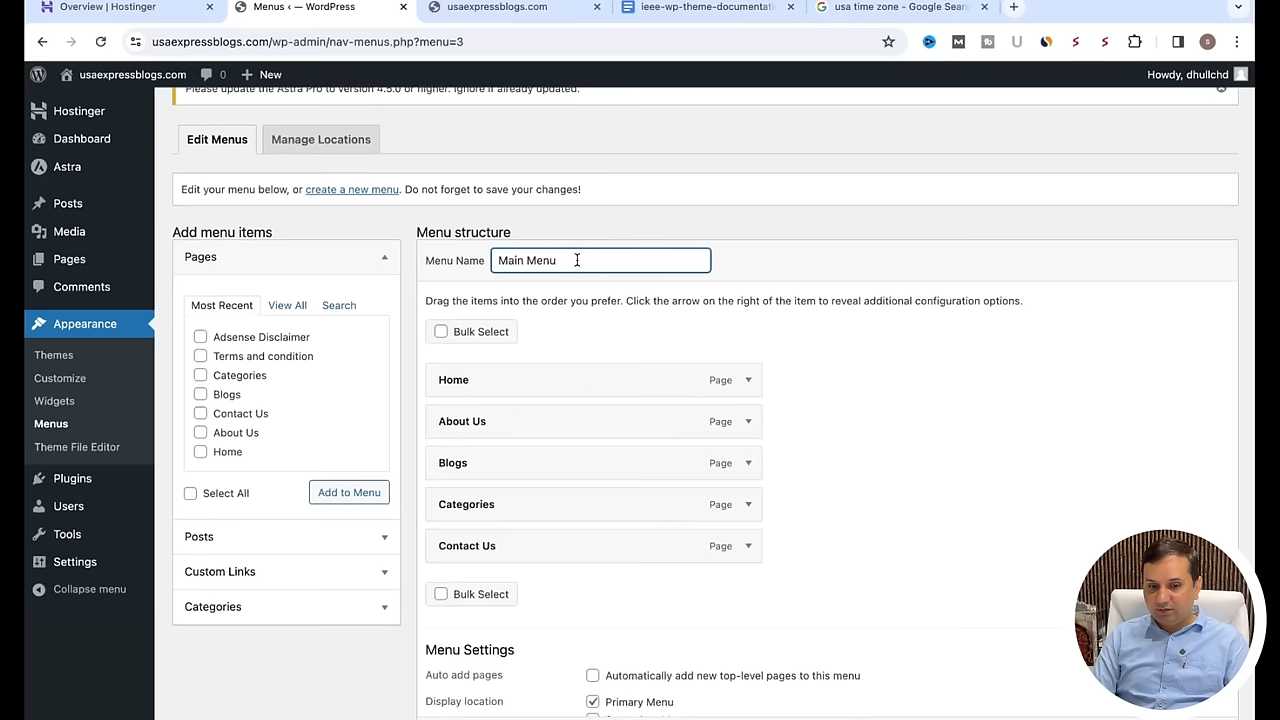 Overview | Hostinger
Menus ‹ — WordPress
usaexpressblogs.com
ieee-wp-theme-documentati
usa time zone - Google Sear
usaexpressblogs.com/wp-admin/nav-menus.php?menu=3
usaexpressblogs.com
0
New
Howdy, dhullchd
Please update the Astra Pro to version 4.5.0 or higher. Ignore if already updated.
Hostinger
Dashboard
Astra
Posts
Media
Pages
Comments
Appearance
Themes
Customize
Widgets
Menus
Theme File Editor
Plugins
Users
Tools
Settings
Collapse menu
Edit Menus
Manage Locations
Edit your menu below, or create a new menu. Do not forget to save your changes!
Add menu items
Pages
Most Recent
View All
Search
Adsense Disclaimer
Terms and condition
Categories
Blogs
Contact Us
About Us
Home
Select All
Add to Menu
Posts
Custom Links
Categories
Menu structure
Menu Name
Main Menu
Drag the items into the order you prefer. Click the arrow on the right of the item to reveal additional configuration options.
Bulk Select
Home Page
About Us Page
Blogs Page
Categories Page
Contact Us Page
Bulk Select
Menu Settings
Auto add pages
Automatically add new top-level pages to this menu
Display location
Primary Menu